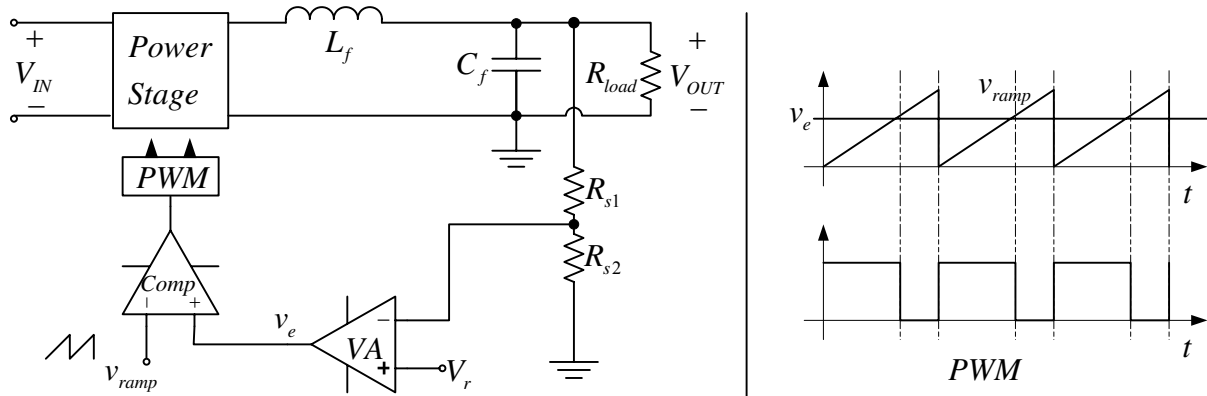 +
V_IN
−
Power
Stage
L_f
C_f
R_load
+
V_OUT
−
PWM
R_s1
R_s2
Comp
− +
v_ramp
v_e
VA
−
+
V_r
v_e
v_ramp
t
t
PWM